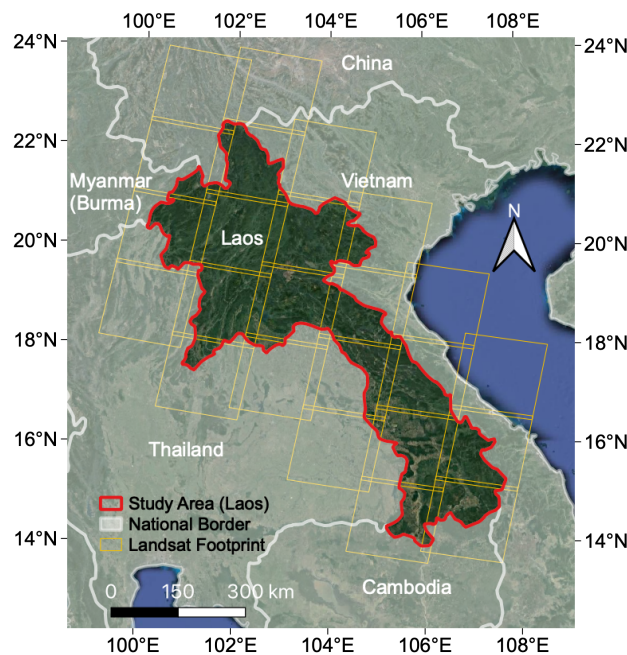 100°E 102°E 104°E 106°E 108°E
24°N 24°N
China
22°N 22°N
Myanmar
(Burma)
Vietnam
N
Laos
20°N 20°N
18°N 18°N
16°N 16°N
Thailand
Study Area (Laos)
National Border
Landsat Footprint
14°N 14°N
Cambodia
0 150 300 km
100°E 102°E 104°E 106°E 108°E